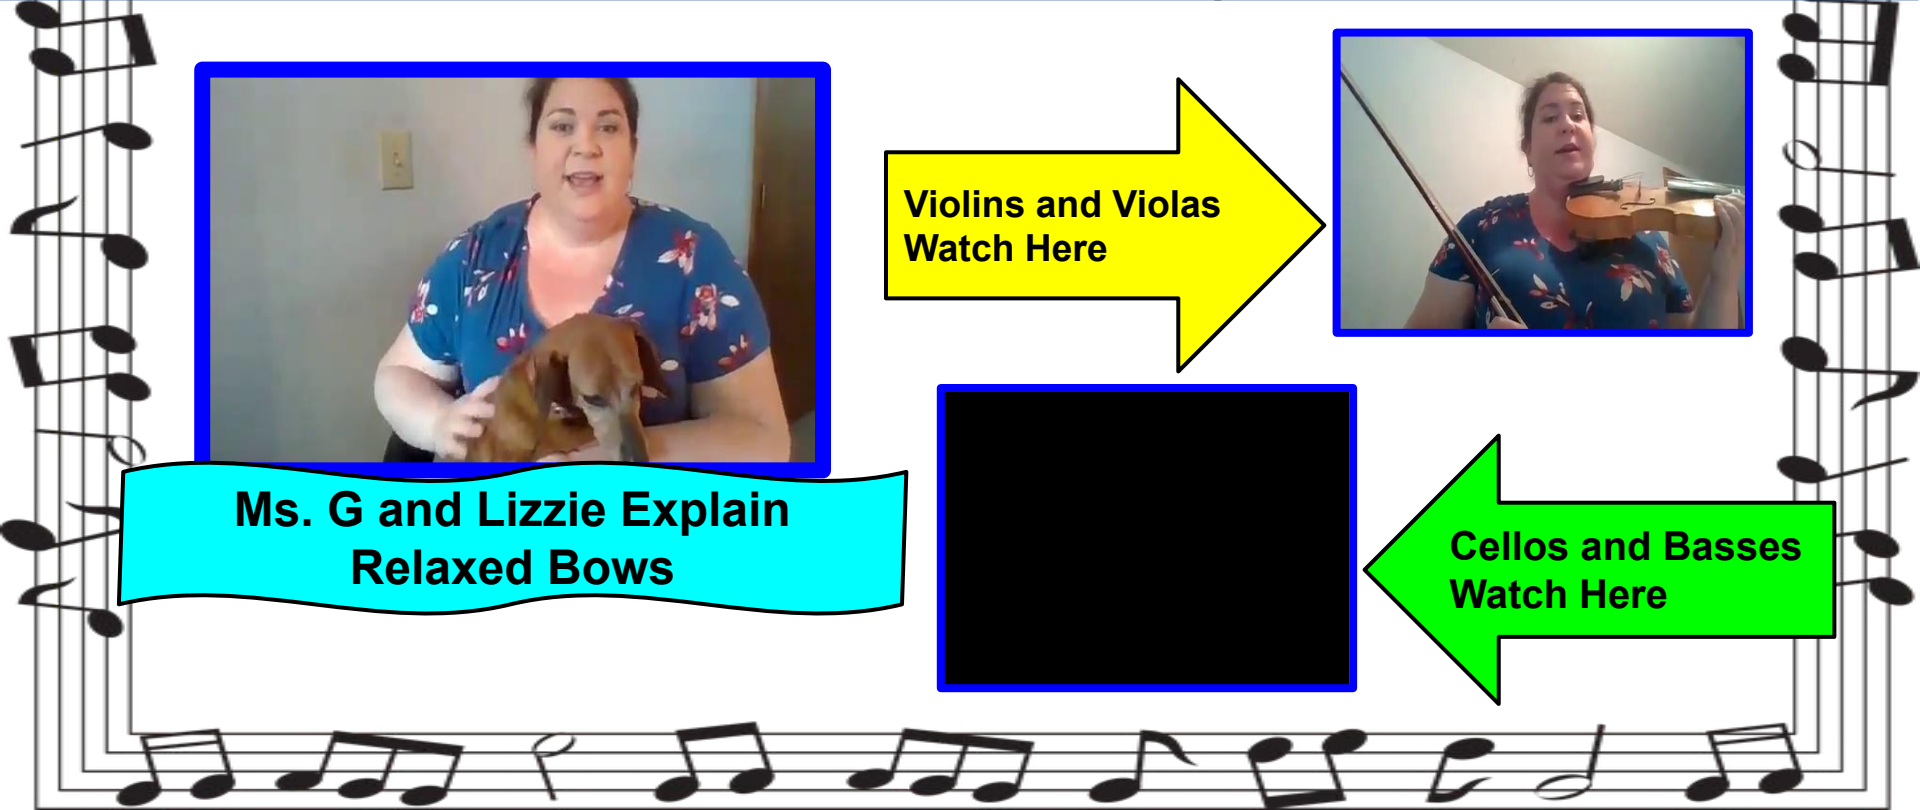 Violins and Violas
Watch Here
Ms. G and Lizzie Explain
Relaxed Bows
Cellos and Basses
Watch Here